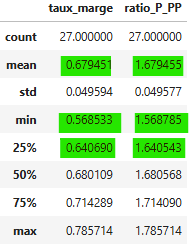 taux_marge ratio_P_PP
count 27.000000 27.000000
mean 0.679451 1.679455
std 0.049594 0.049577
min 0.568533 1.568785
25% 0.640690 1.640543
50% 0.680109 1.680568
75% 0.714289 1.714090
max 0.785714 1.785714